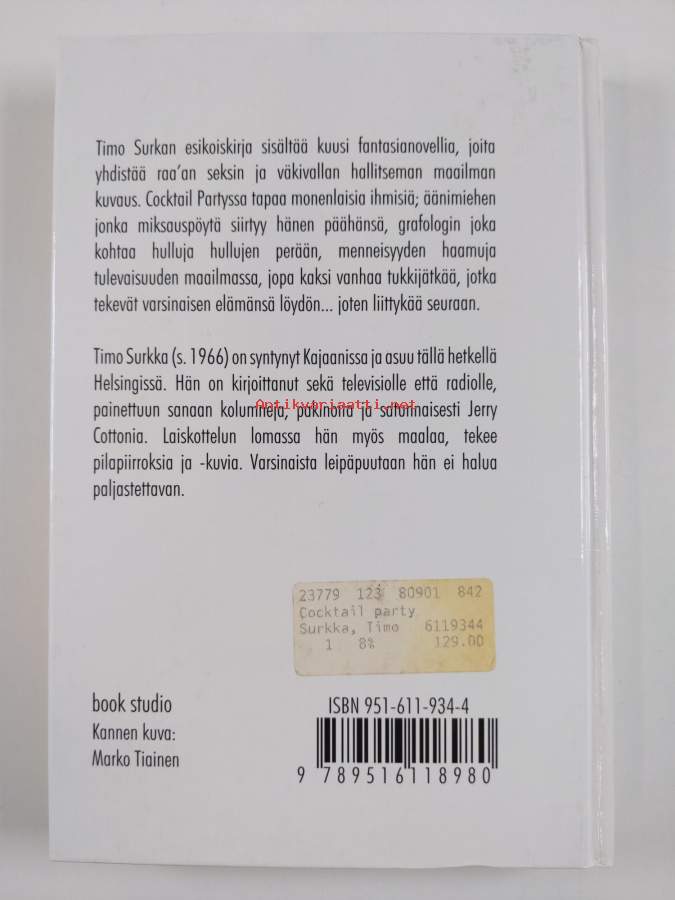 Timo Surkan esikoiskirja sisältää kuusi fantasianovellia, joita
yhdistää raa'an seksin ja väkivallan hallitseman maailman
kuvaus. Cocktail Partyssa tapaa monenlaisia ihmisiä; äänimiehen
jonka miksauspöytä siirtyy hänen päähänsä, grafologin joka
kohtaa hulluja hullujen perään, menneisyyden haamuja
tulevaisuuden maailmassa, jopa kaksi vanhaa tukkijätkää, jotka
tekevät varsinaisen elämänsä löydön... joten liittykää seuraan.
Timo Surkka (s. 1966) on syntynyt Kajaanissa ja asuu tällä hetkellä
Helsingissä. Hän on kirjoittanut sekä televisiolle että radiolle,
painettuun sanaan kolumneja, pakinoita ja satunnaisesti Jerry
Antikvariaatti.net
Cottonia. Laiskottelun lomassa hän myös maalaa, tekee
pilapiirroksia ja -kuvia. Varsinaista leipäpuutaan hän ei halua
paljastettavan.
23779 123 80901 842
Cocktail party
Surkka, Timo 6119344
1 8% 129.00
book studio
Kannen kuva:
Marko Tiainen
ISBN 951-611-934-4
9 789516 118980